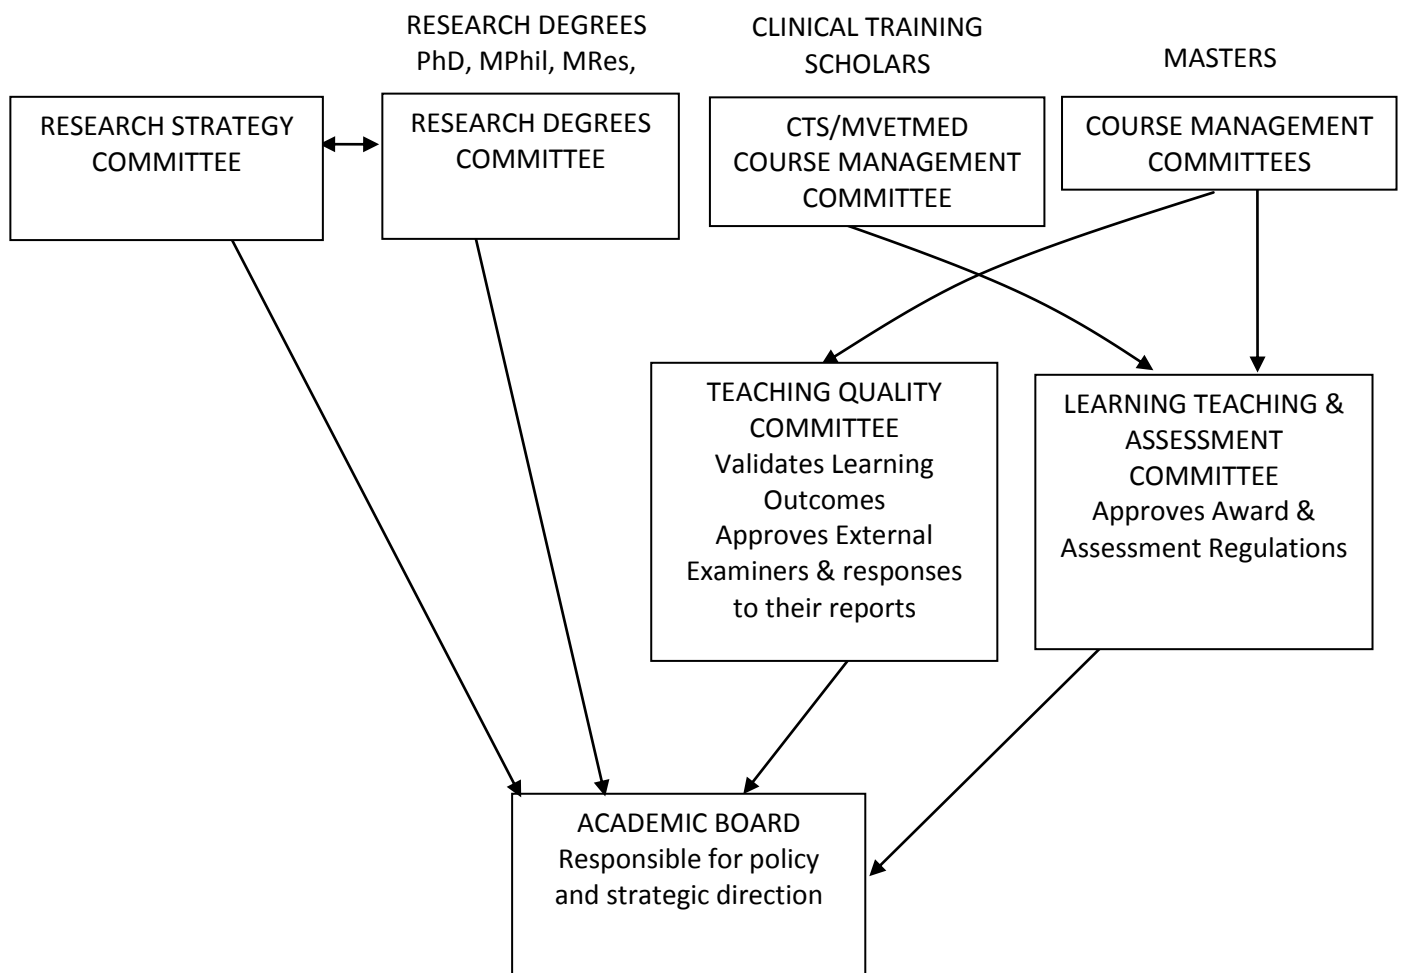 RESEARCH DEGREES
PhD, MPhil, MRes,
CLINICAL TRAINING
SCHOLARS
MASTERS
RESEARCH STRATEGY
COMMITTEE
RESEARCH DEGREES
COMMITTEE
CTS/MVETMED
COURSE MANAGEMENT
COMMITTEE
COURSE MANAGEMENT
COMMITTEES
TEACHING QUALITY
COMMITTEE
Validates Learning
Outcomes
Approves External
Examiners & responses
to their reports
LEARNING TEACHING &
ASSESSMENT
COMMITTEE
Approves Award &
Assessment Regulations
ACADEMIC BOARD
Responsible for policy
and strategic direction